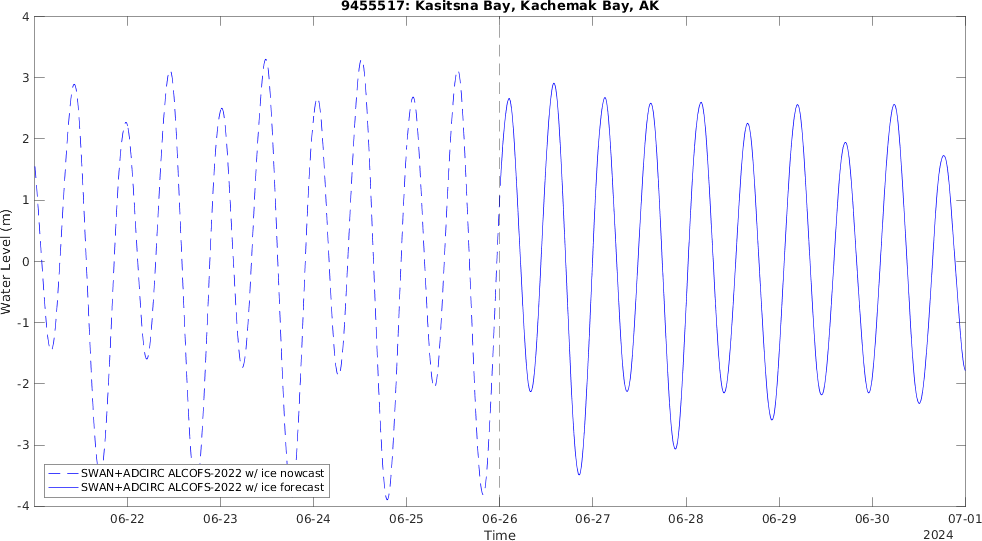 9455517: Kasitsna Bay, Kachemak Bay, AK
4
3
2
1
0
-1
-2
-3
-4
Water Level (m)
SWAN+ADCIRC ALCOFS-2022 w/ ice nowcast
SWAN+ADCIRC ALCOFS-2022 w/ ice forecast
06-22 06-23 06-24 06-25 06-26 06-27 06-28 06-29 06-30 07-01
Time
2024